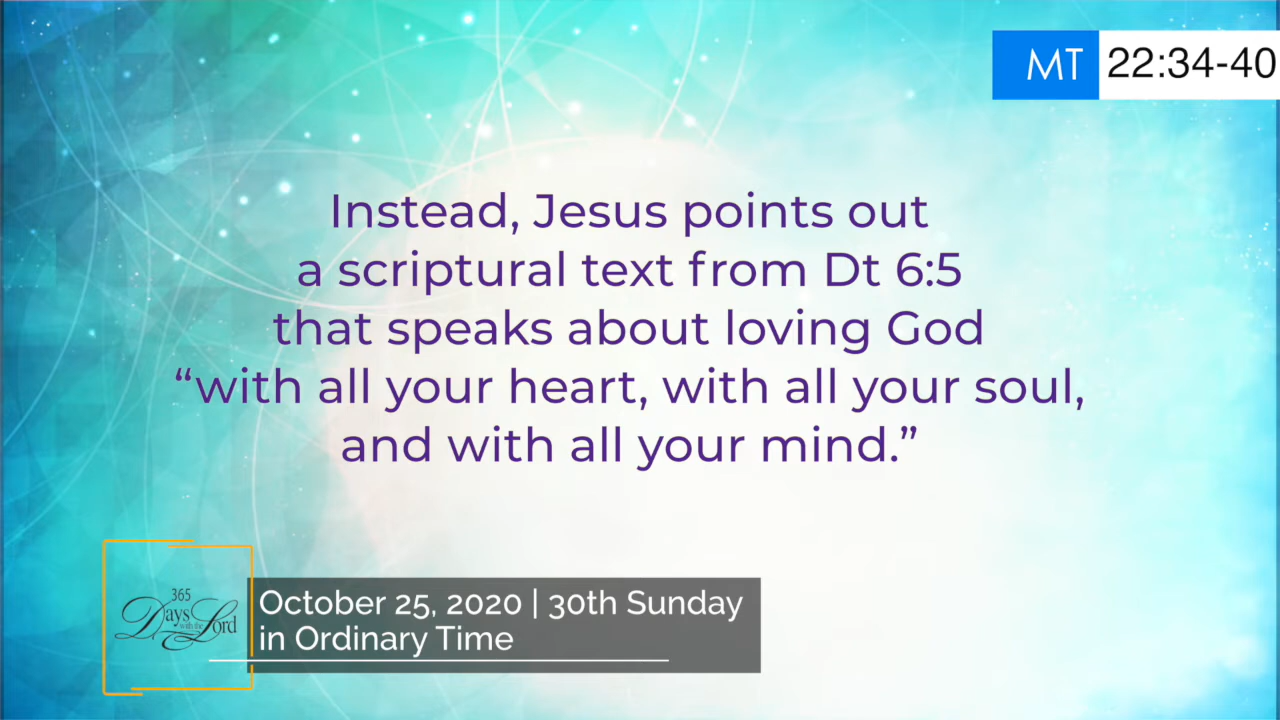 MT 22:34-40
Instead, Jesus points out
a scriptural text from Dt 6:5
that speaks about loving God
“with all your heart, with all your soul,
and with all your mind.”
365
Days with the Lord
October 25, 2020 | 30th Sunday
in Ordinary Time